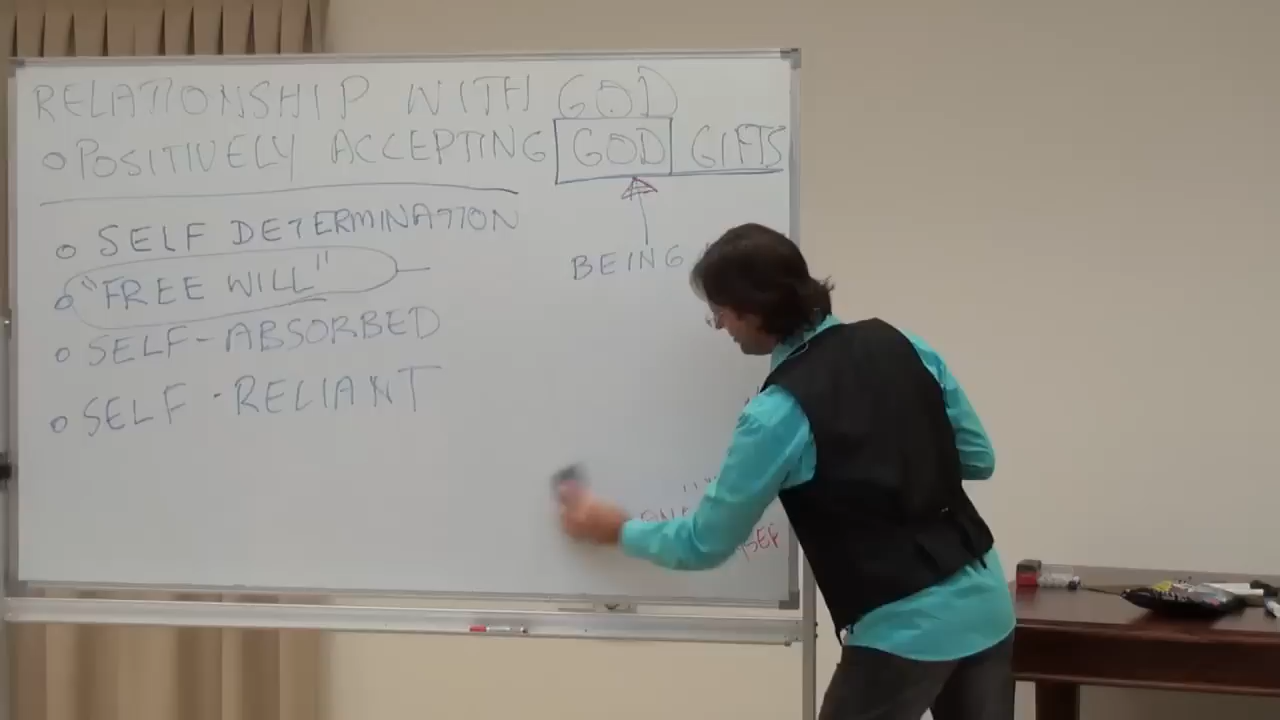 RELATIONSHIP WITH GOD
POSITIVELY ACCEPTING GOD GIFTS
SELF DETERMINATION
"FREE WILL"
BEING
SELF-ABSORBED
SELF-RELIANT